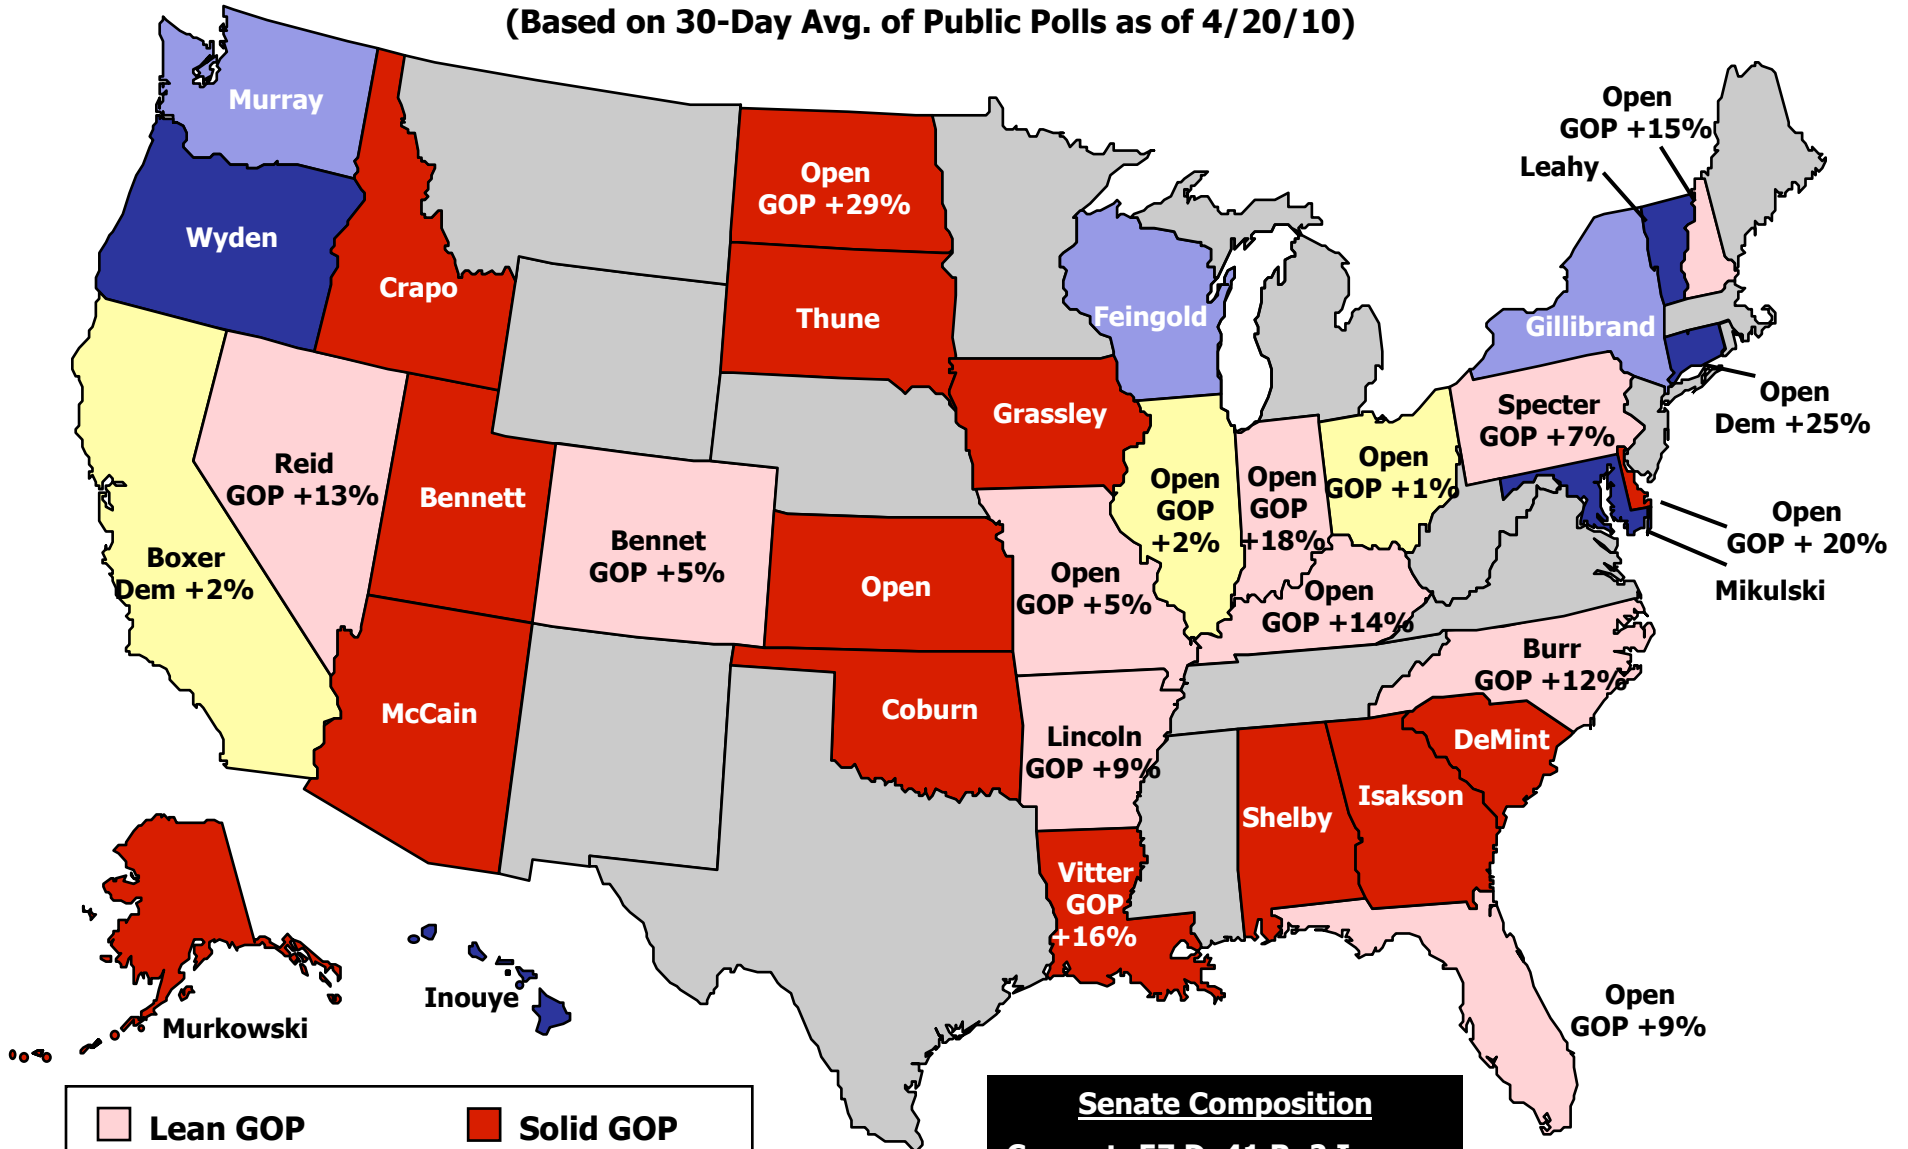 (Based on 30-Day Avg. of Public Polls as of 4/20/10)
Murray
Wyden
Crapo
Open
GOP +29%
Thune
Feingold
Open
GOP +15%
Leahy
Gillibrand
Open
Dem +25%
Specter
GOP +7%
Grassley
Reid
GOP +13%
Bennett
Bennet
GOP +5%
Boxer
Dem +2%
Open
Open
GOP +5%
Open
GOP
+2%
Open
GOP
+18%
Open
GOP +1%
Open
GOP + 20%
Mikulski
Open
GOP +14%
Burr
GOP +12%
McCain
Coburn
Lincoln
GOP +9%
DeMint
Isakson
Shelby
Vitter
GOP
+16%
Open
GOP +9%
Murkowski
Inouye
Lean GOP
Solid GOP
Senate Composition